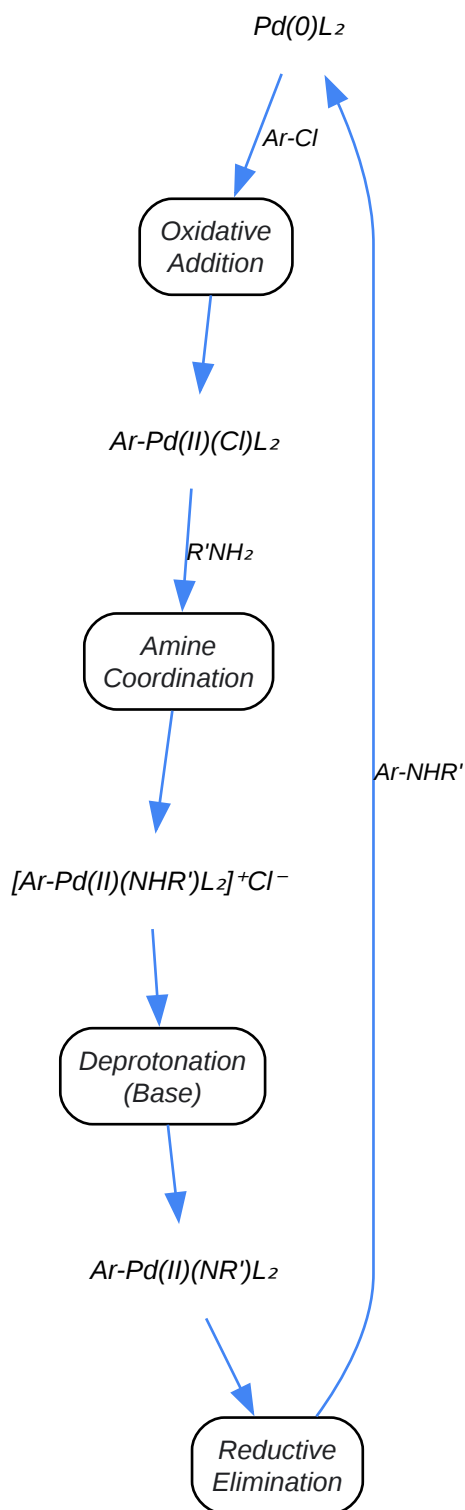 Pd(0)L₂
Ar-Cl
Oxidative
Addition
Ar-Pd(II)(Cl)L₂
R'NH₂
Amine
Coordination
Ar-NHR'
[Ar-Pd(II)(NHR')L₂]⁺Cl⁻
Deprotonation
(Base)
Ar-Pd(II)(NR')L₂
Reductive
Elimination